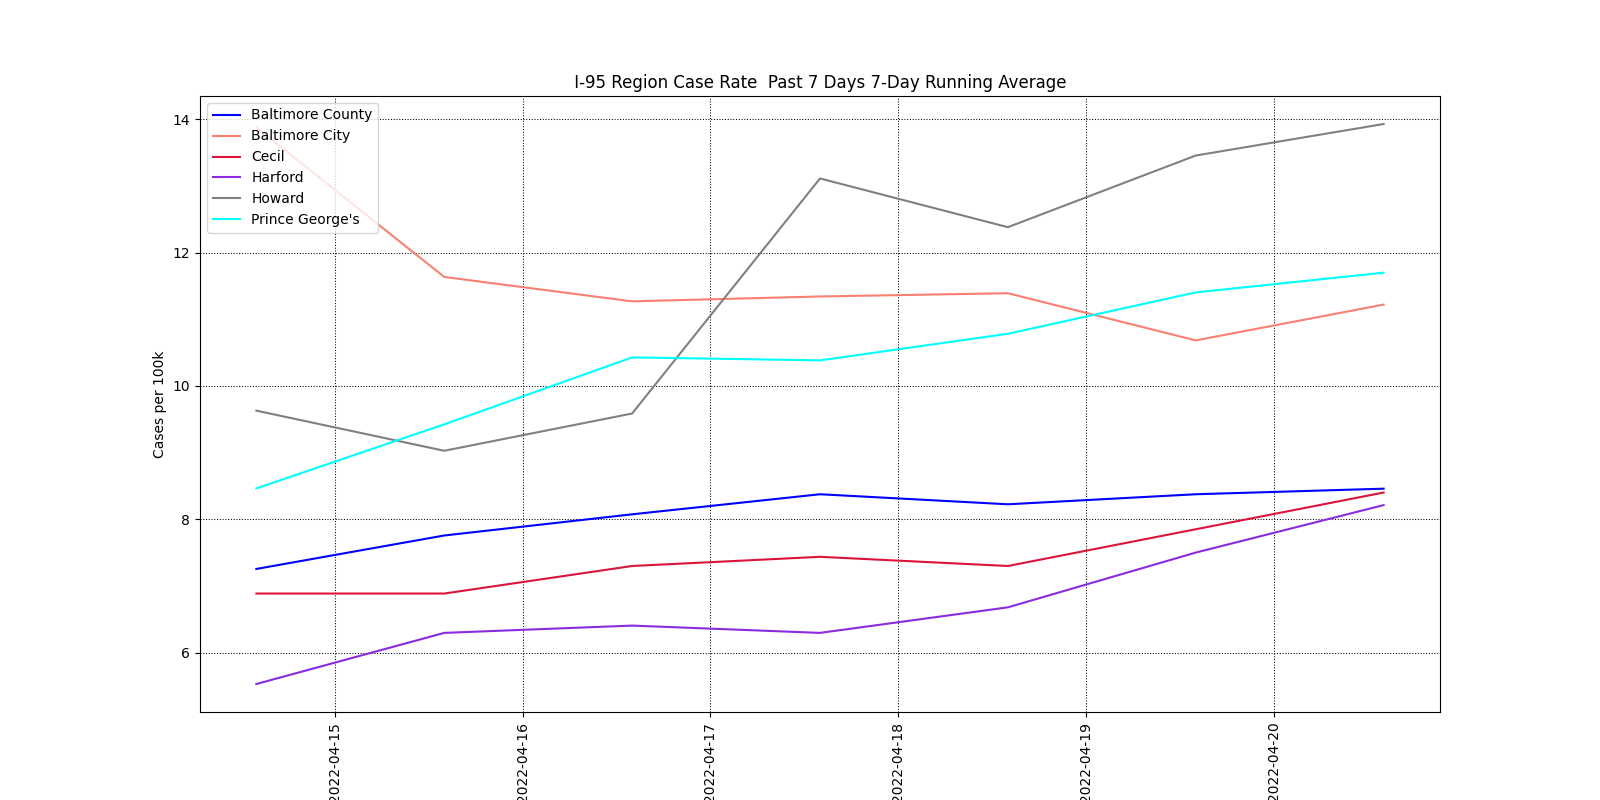 I-95 Region Case Rate  Past 7 Days 7-Day Running Average
Baltimore County
Baltimore City
Cecil
Harford
Howard
Prince George's
Cases per 100k
14
12
10
8
6
2022-04-15
2022-04-16
2022-04-17
2022-04-18
2022-04-19
2022-04-20